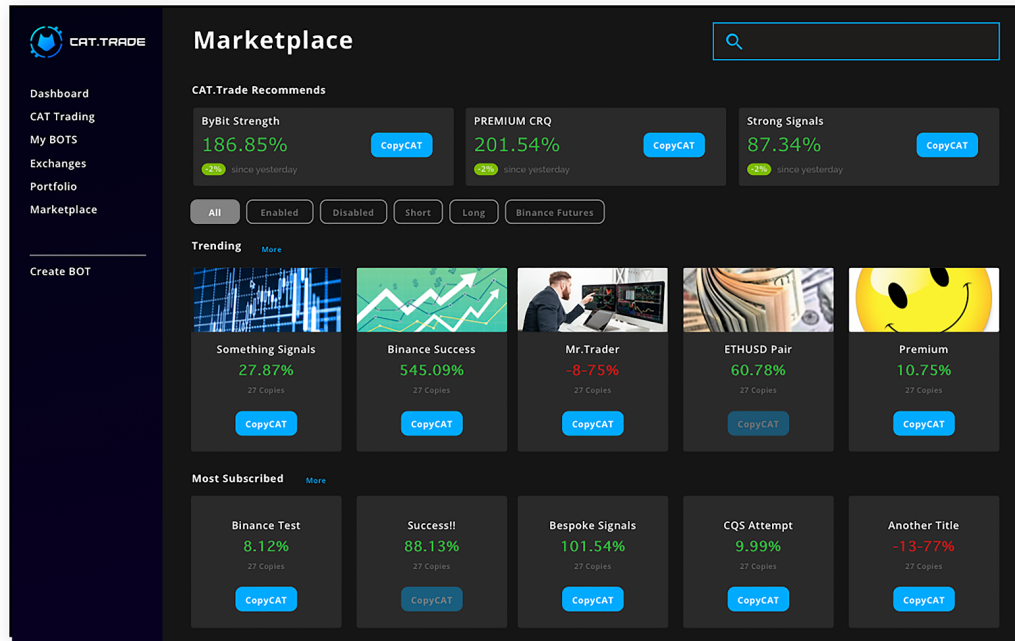 CAT.TRADE
Dashboard
CAT Trading
My BOTS
Exchanges
Portfolio
Marketplace
Create BOT
Marketplace
CAT.Trade Recommends
ByBit Strength
186.85%
CopyCAT
-2% since yesterday
PREMIUM CRQ
201.54%
CopyCAT
-2% since yesterday
Strong Signals
87.34%
CopyCAT
-2% since yesterday
All Enabled Disabled Short Long Binance Futures
Trending More
Something Signals
27.87%
27 Copies
CopyCAT
Binance Success
545.09%
27 Copies
CopyCAT
Mr.Trader
-8-75%
27 Copies
CopyCAT
ETHUSD Pair
60.78%
27 Copies
CopyCAT
Premium
10.75%
27 Copies
CopyCAT
Most Subscribed More
Binance Test
8.12%
27 Copies
CopyCAT
Success!!
88.13%
27 Copies
CopyCAT
Bespoke Signals
101.54%
27 Copies
CopyCAT
CQS Attempt
9.99%
27 Copies
CopyCAT
Another Title
-13-77%
27 Copies
CopyCAT